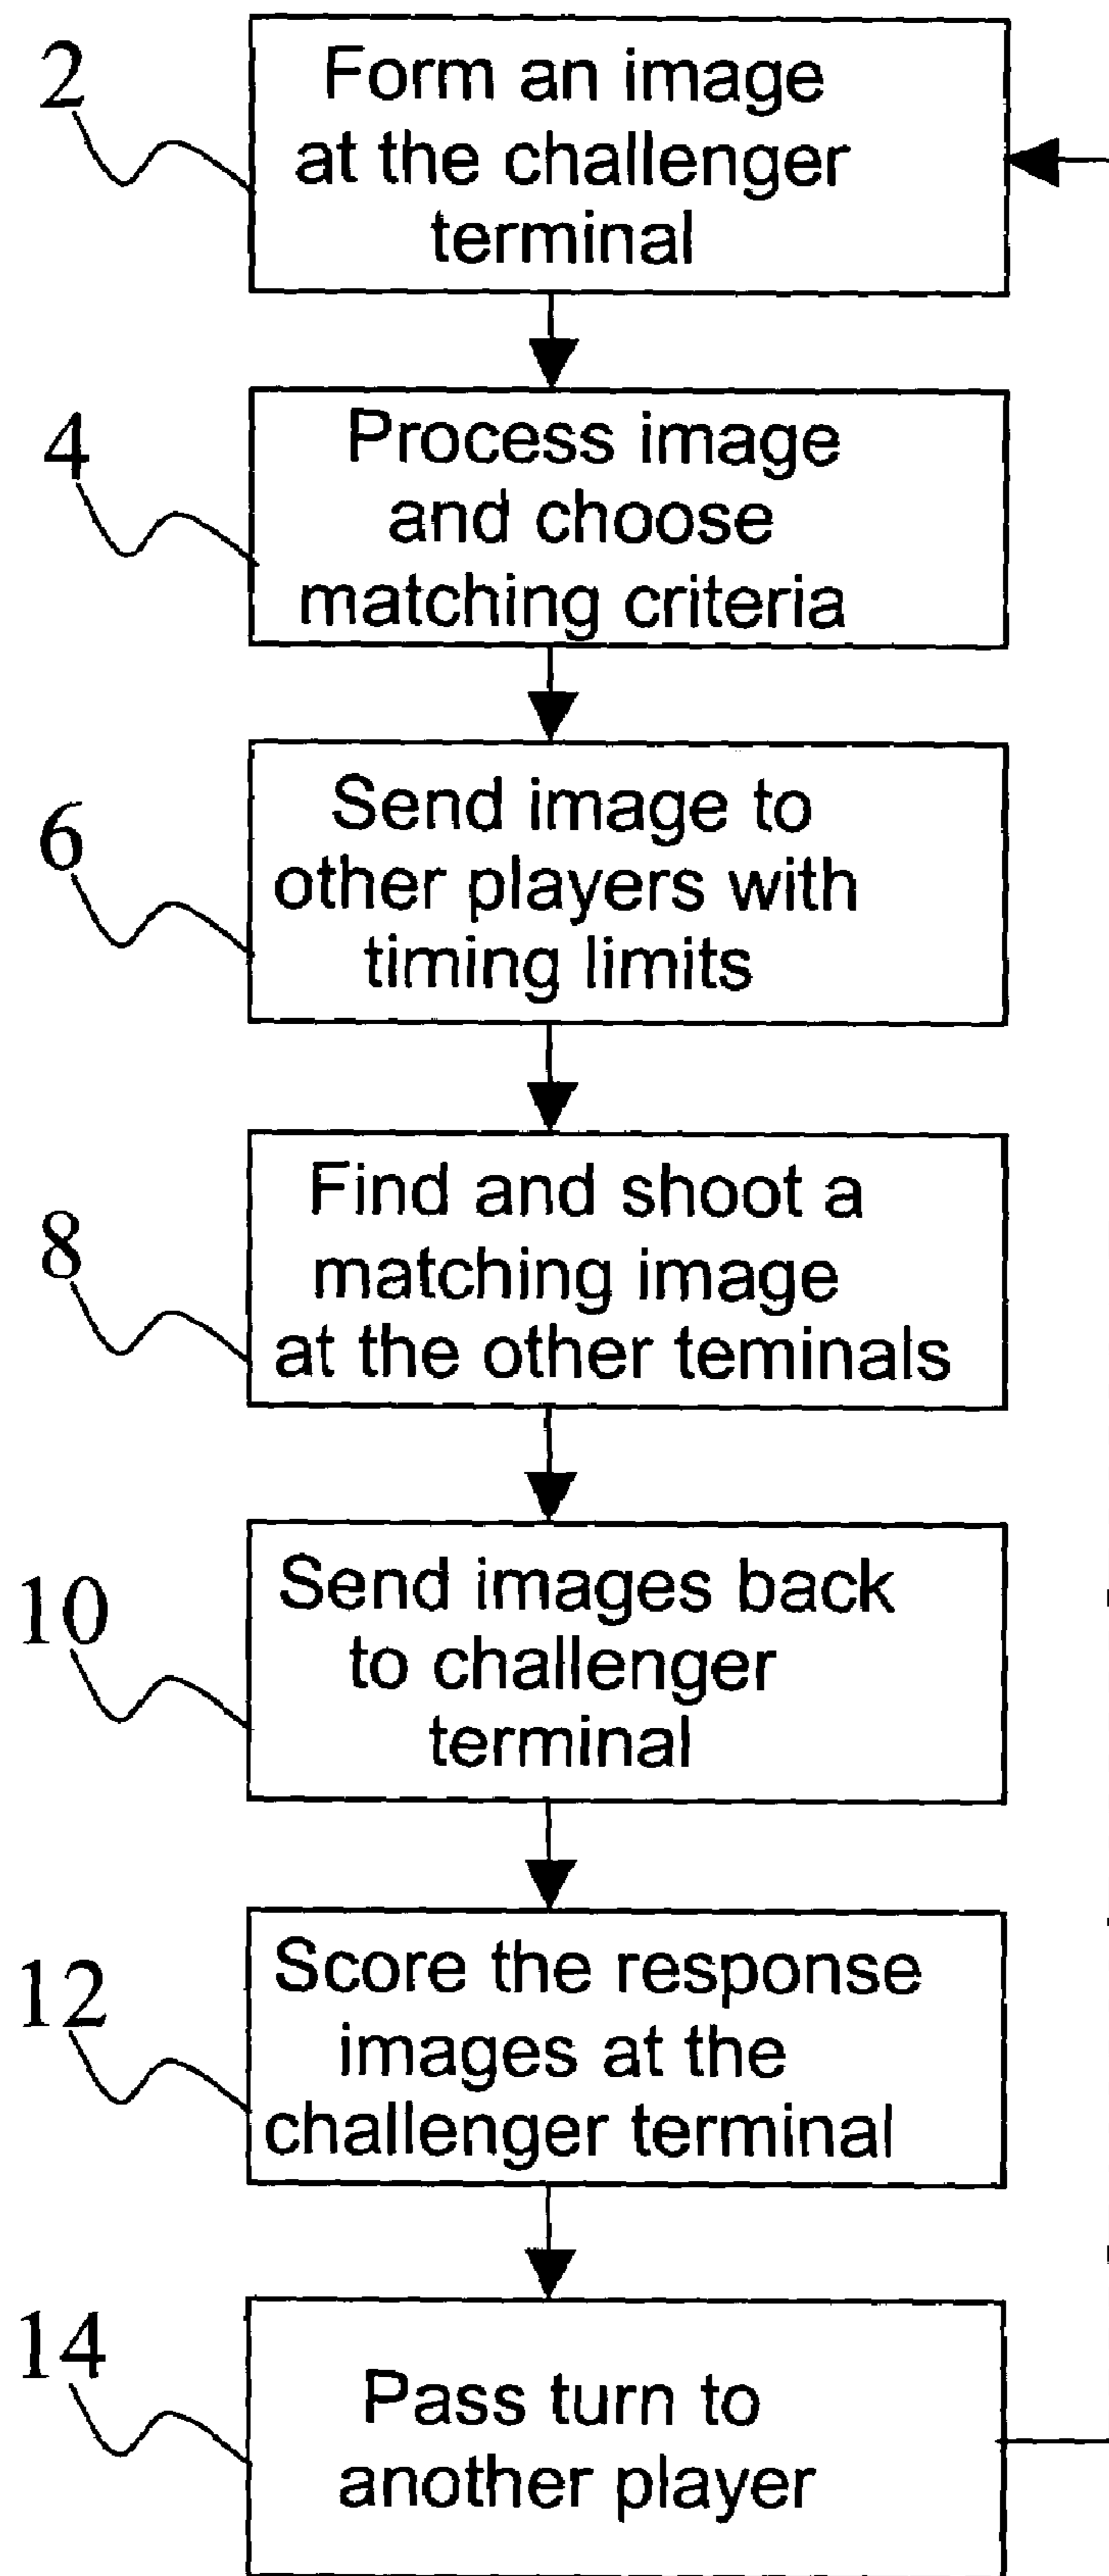 2
Form an image
at the challenger
terminal
4
Process image
and choose
matching criteria
6
Send image to
other players with
timing limits
8
Find and shoot a
matching image
at the other teminals
10
Send images back
to challenger
terminal
12
Score the response
images at the
challenger terminal
14
Pass turn to
another player